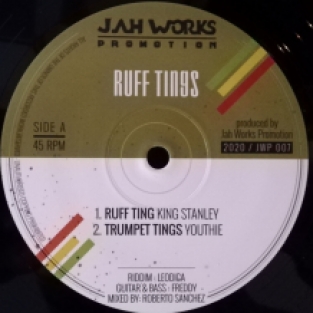 JAH WORKS
PROMOTION
RUFF TINGS
SIDE A
45 RPM
produced by
Jah Works Promotion
2020 / JWP 007
1. RUFF TING KING STANLEY
2. TRUMPET TINGS YOUTHIE
RIDDIM - LEDDIGA
GUITAR & BASS : FREDDY
MIXED BY: ROBERTO SANCHEZ